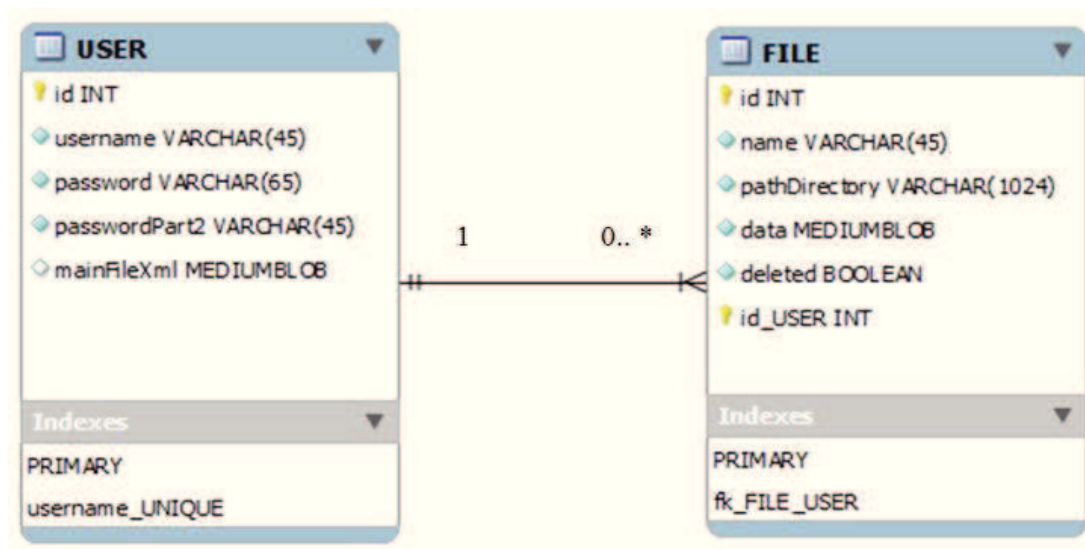 USER
id INT
username VARCHAR(45)
password VARCHAR(65)
passwordPart2 VARCHAR(45)
mainFileXml MEDIUMBLOB
Indexes
PRIMARY
username_UNIQUE
1
0.. *
FILE
id INT
name VARCHAR(45)
pathDirectory VARCHAR(1024)
data MEDIUMBLOB
deleted BOOLEAN
id_USER INT
Indexes
PRIMARY
fk_FILE_USER